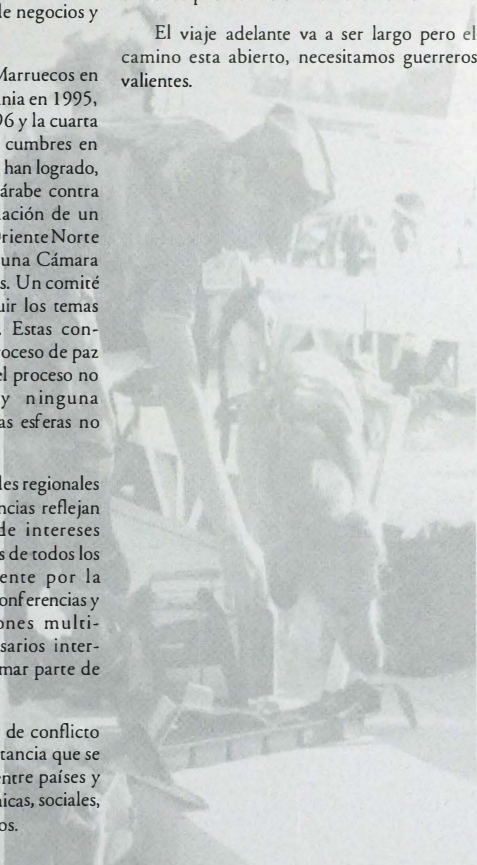 de negocios y
Marruecos en
nia en 1995,
96 y la cuarta
cumbres en
han logrado,
árabe contra
ación de un
Oriente Norte
una Cámara
s. Un comité
uir los temas
. Estas con-
roceso de paz
el proceso no
y ninguna
as esferas no
les regionales
ncias reflejan
de intereses
s de todos los
ente por la
onferencias y
ones multi-
sarios inter-
mar parte de
de conflicto
tancia que se
entre países y
nicas, sociales,
os.
El viaje adelante va a ser largo pero el
camino esta abierto, necesitamos guerreros
valientes.